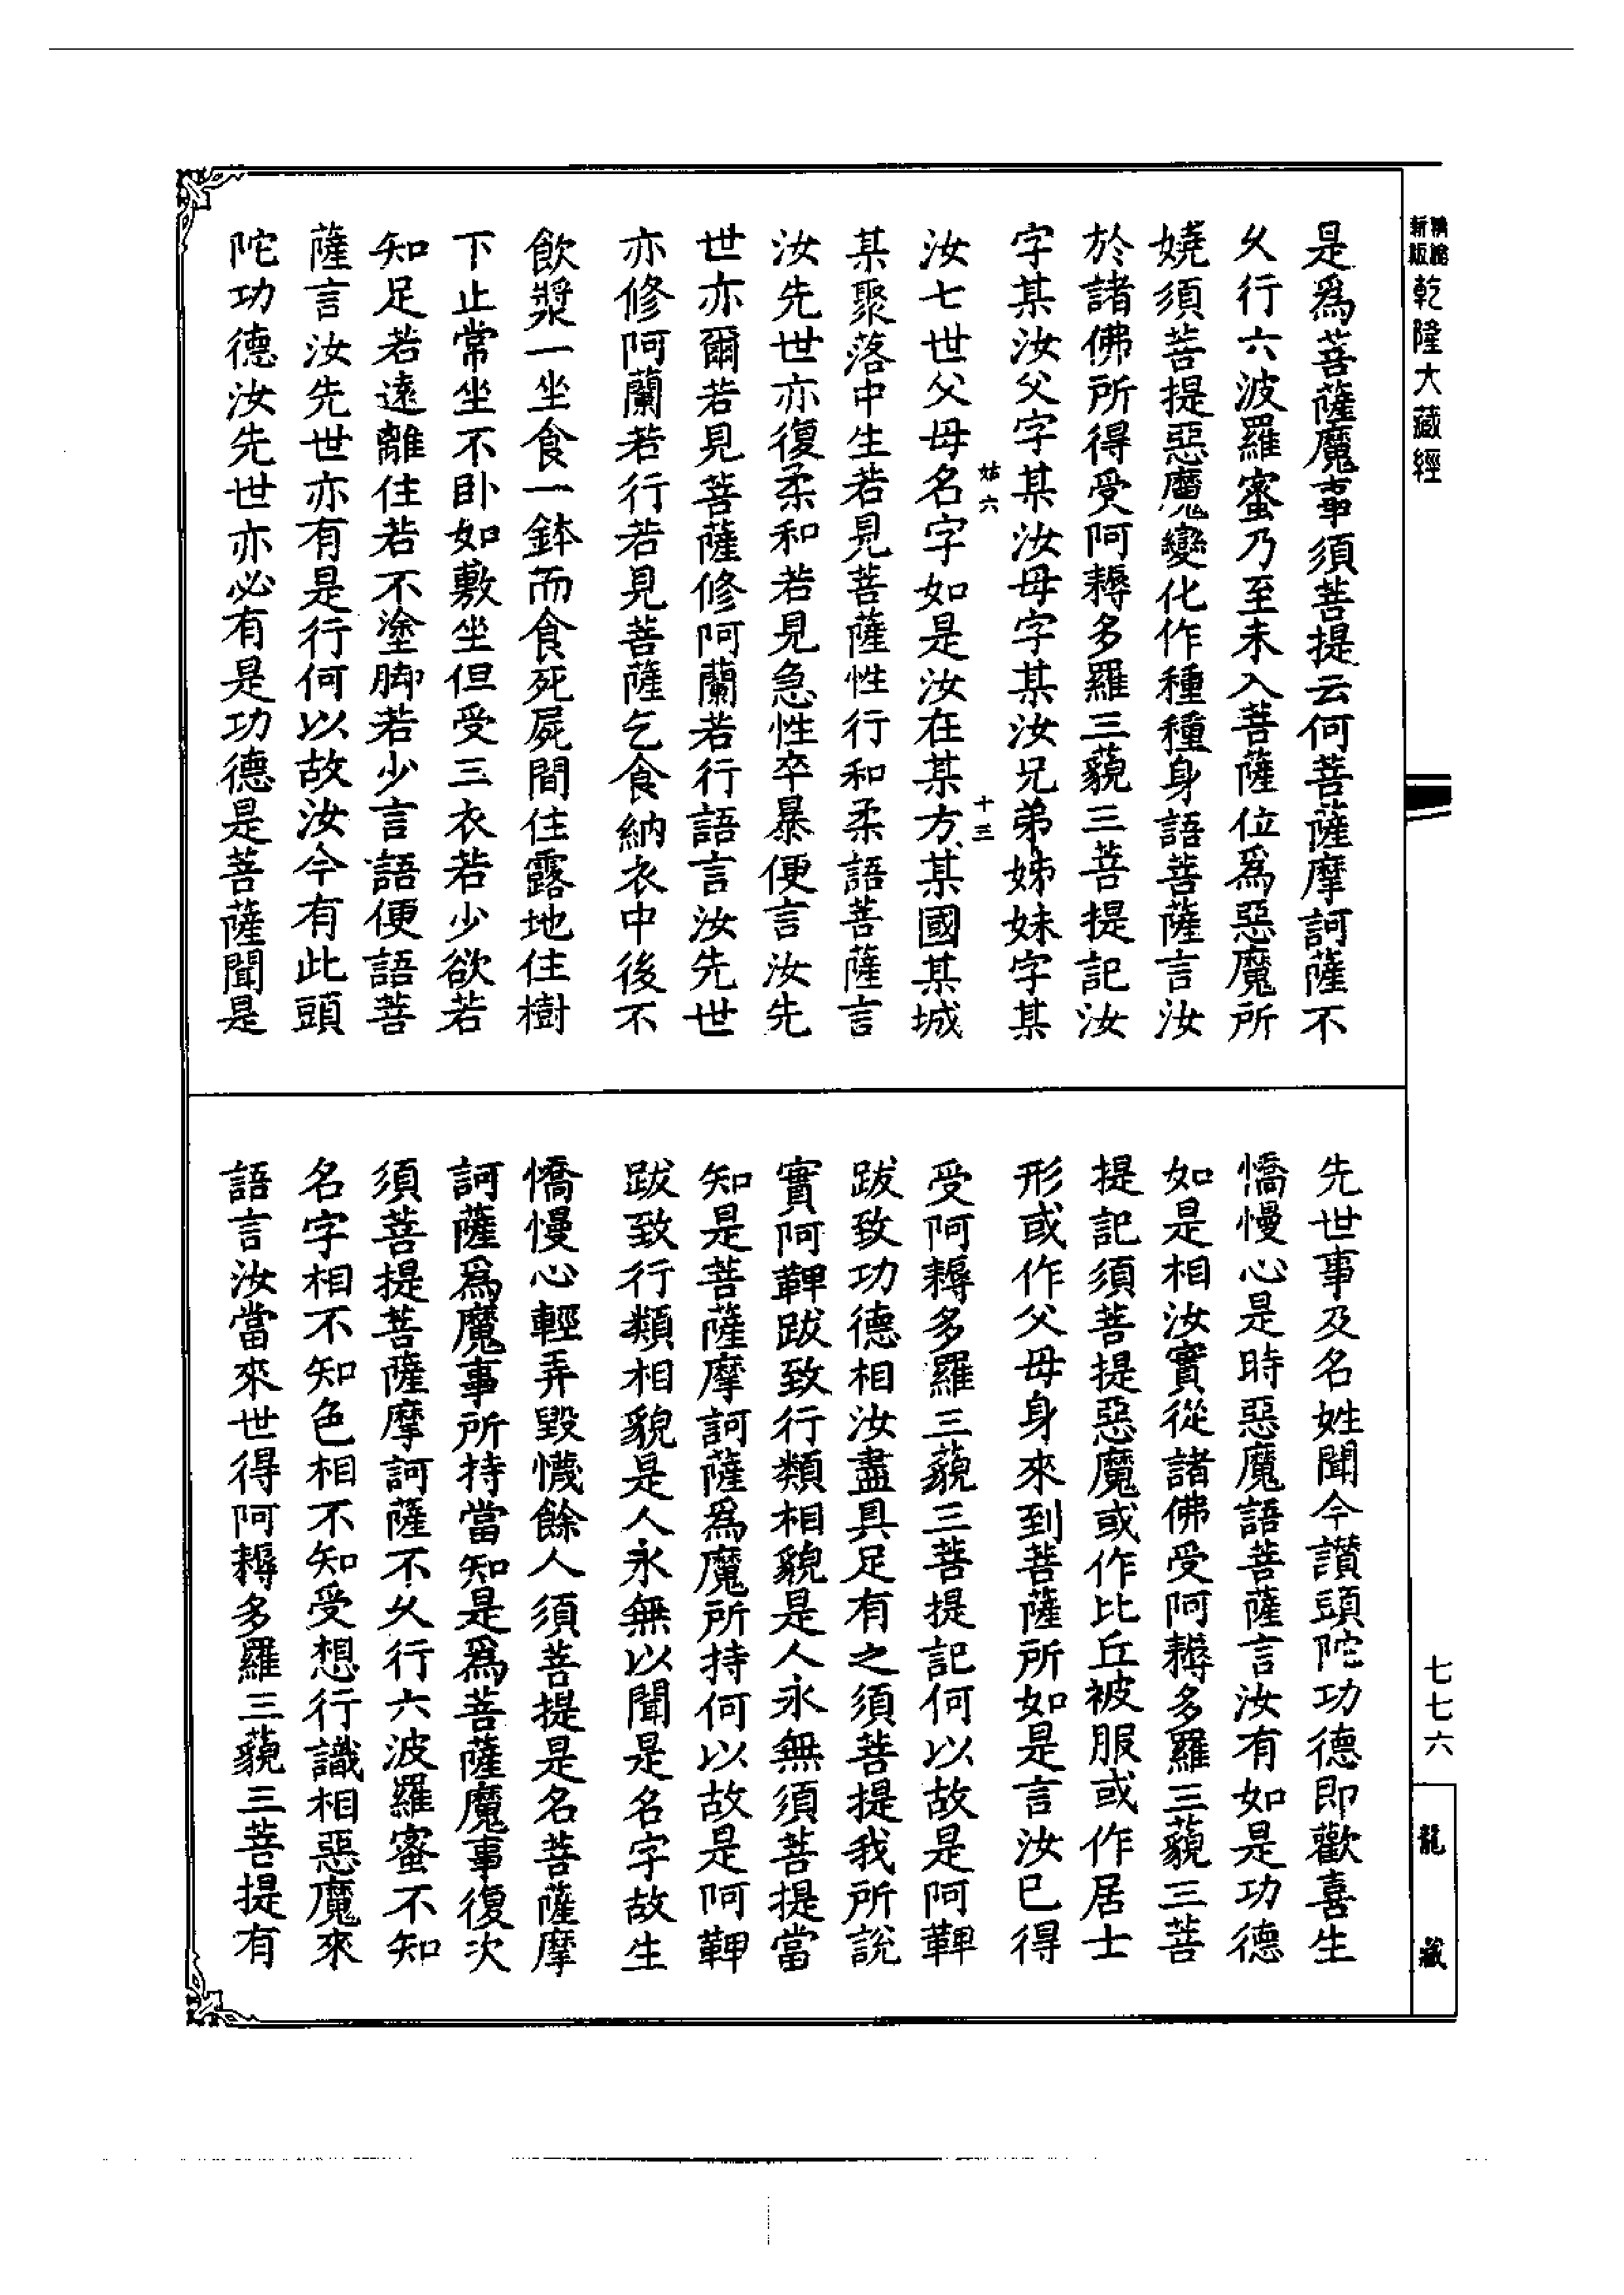 新版
精縮
乾隆大藏經
是爲菩薩魔事須菩提云何菩薩摩訶薩不
久行六波羅蜜乃至未入菩薩位爲惡魔所
嬈須菩提惡魔變化作種種身語菩薩言汝
於諸佛所得受阿耨多羅三藐三菩提記汝
字某汝父字某汝母字某汝兄弟姊妹字某
姑六
十三
汝七世父母名字如是汝在某方某國某城
某聚落中生若見菩薩性行和柔語菩薩言
汝先世亦復柔和若見急性卒暴便言汝先
世亦爾若見菩薩修阿蘭若行語言汝先世
亦修阿蘭若行若見菩薩乞食納衣中後不
飲漿一坐食一鉢而食死屍間住露地住樹
下止常坐不卧如敷坐但受三衣若少欲若
知足若遠離住若不塗脚若少言語便語菩
薩言汝先世亦有是行何以故汝今有此頭
陀功德汝先世亦必有是功德是菩薩聞是
先世事及名姓聞今讚頭陀功德即歡喜生
憍慢心是時惡魔語菩薩言汝有如是功德
如是相汝實從諸佛受阿耨多羅三藐三菩
提記須菩提惡魔或作比丘被服或作居士
形或作父母身來到菩薩所如是言汝已得
受阿耨多羅三藐三菩提記何以故是阿鞞
跋致功德相汝盡具足有之須菩提我所說
實阿鞞跋致行類相貌是人永無須菩提當
知是菩薩摩訶薩爲魔所持何以故是阿鞞
跋致行類相貌是人永無以聞是名字故生
憍慢心輕弄毀懱餘人須菩提是名菩薩摩
訶薩爲魔事所持當知是爲菩薩魔事復次
須菩提菩薩摩訶薩不久行六波羅蜜不知
名字相不知色相不知受想行識相惡魔來
語言汝當來世得阿耨多羅三藐三菩提有
七七六
龍藏